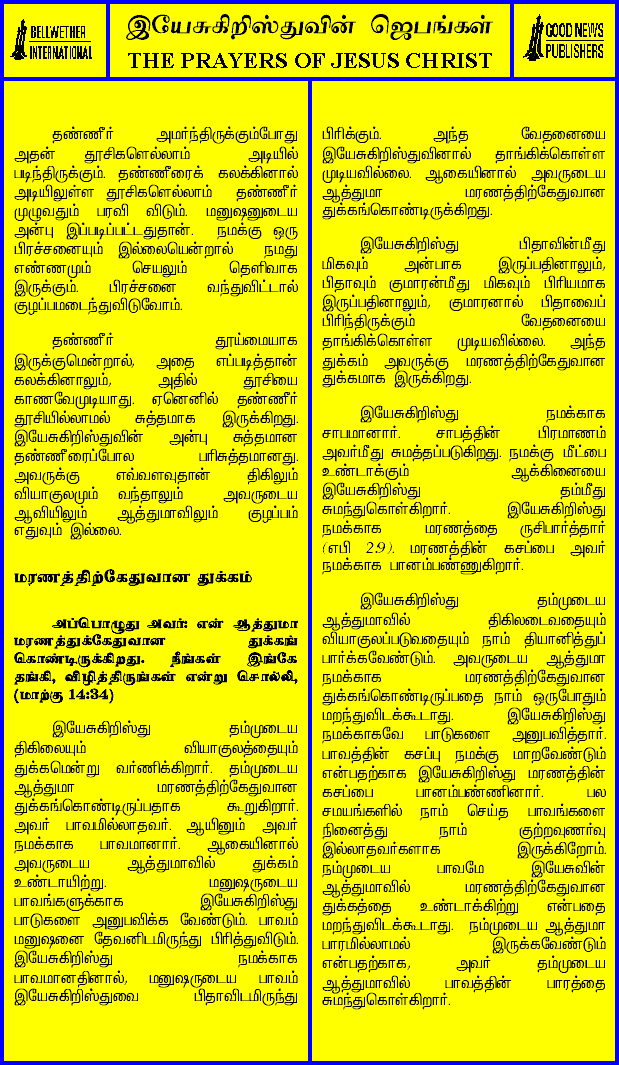 BELLWETHER
INTERNATIONAL
இயேசுகிறிஸ்துவின் ஜெபங்கள்
THE PRAYERS OF JESUS CHRIST
GOOD NEWS
PUBLISHERS
தண்ணீர் அமர்ந்திருக்கும்போது
அதன் தூசிகளெல்லாம் அடியில்
படிந்திருக்கும். தண்ணீரைக் கலக்கினால்
அடியிலுள்ள தூசிகளெல்லாம் தண்ணீர்
முழுவதும் பரவி விடும். மனுஷனுடைய
அன்பு இப்படிப்பட்டதுதான். நமக்கு ஒரு
பிரச்சனையும் இல்லையென்றால் நமது
எண்ணமும் செயலும் தெளிவாக
இருக்கும். பிரச்சனை வந்துவிட்டால்
குழப்பமடைந்துவிடுவோம்.
தண்ணீர் தூய்மையாக
இருக்குமென்றால், அதை எப்படித்தான்
கலக்கினாலும், அதில் தூசியை
காணவேமுடியாது. ஏனெனில் தண்ணீர்
தூசியில்லாமல் சுத்தமாக இருக்கிறது.
இயேசுகிறிஸ்துவின் அன்பு சுத்தமான
தண்ணீரைப்போல பரிசுத்தமானது.
அவருக்கு எவ்வளவுதான் திகிலும்
வியாகுலமும் வந்தாலும் அவருடைய
ஆவியிலும் ஆத்துமாவிலும் குழப்பம்
எதுவும் இல்லை.
மரணத்திற்கேதுவான துக்கம்
அப்பொழுது அவர்: என் ஆத்துமா
மரணத்துக்கேதுவான துக்கங்
கொண்டிருக்கிறது. நீங்கள் இங்கே
தங்கி, விழித்திருங்கள் என்று சொல்லி,
(மாற்கு 14:34)
இயேசுகிறிஸ்து தம்முடைய
திகிலையும் வியாகுலத்தையும்
துக்கமென்று வர்ணிக்கிறார். தம்முடைய
ஆத்துமா மரணத்திற்கேதுவான
துக்கங்கொண்டிருப்பதாக கூறுகிறார்.
அவர் பாவமில்லாதவர். ஆயினும் அவர்
நமக்காக பாவமானார். ஆகையினால்
அவருடைய ஆத்துமாவில் துக்கம்
உண்டாயிற்று. மனுஷருடைய
பாவங்களுக்காக இயேசுகிறிஸ்து
பாடுகளை அனுபவிக்க வேண்டும். பாவம்
மனுஷனை தேவனிடமிருந்து பிரித்துவிடும்.
இயேசுகிறிஸ்து நமக்காக
பாவமானதினால், மனுஷருடைய பாவம்
இயேசுகிறிஸ்துவை பிதாவிடமிருந்து
பிரிக்கும். அந்த வேதனையை
இயேசுகிறிஸ்துவினால் தாங்கிக்கொள்ள
முடியவில்லை. ஆகையினால் அவருடைய
ஆத்துமா மரணத்திற்கேதுவான
துக்கங்கொண்டிருக்கிறது.
இயேசுகிறிஸ்து பிதாவின்மீது
மிகவும் அன்பாக இருப்பதினாலும்,
பிதாவும் குமாரன்மீது மிகவும் பிரியமாக
இருப்பதினாலும், குமாரனால் பிதாவைப்
பிரிந்திருக்கும் வேதனையை
தாங்கிக்கொள்ள முடியவில்லை. அந்த
துக்கம் அவருக்கு மரணத்திற்கேதுவான
துக்கமாக இருக்கிறது.
இயேசுகிறிஸ்து நமக்காக
சாபமானார். சாபத்தின் பிரமாணம்
அவர்மீது சுமத்தப்படுகிறது. நமக்கு மீட்பை
உண்டாக்கும் ஆக்கினையை
இயேசுகிறிஸ்து தம்மீது
சுமந்துகொள்கிறார். இயேசுகிறிஸ்து
நமக்காக மரணத்தை ருசிபார்த்தார்
(எபி 2:9). மரணத்தின் கசப்பை அவர்
நமக்காக பானம்பண்ணுகிறார்.
இயேசுகிறிஸ்து தம்முடைய
ஆத்துமாவில் திகிலடைவதையும்
வியாகுலப்படுவதையும் நாம் தியானித்துப்
பார்க்கவேண்டும். அவருடைய ஆத்துமா
நமக்காக மரணத்திற்கேதுவான
துக்கங்கொண்டிருப்பதை நாம் ஒருபோதும்
மறந்துவிடக்கூடாது. இயேசுகிறிஸ்து
நமக்காகவே பாடுகளை அனுபவித்தார்.
பாவத்தின் கசப்பு நமக்கு மாறவேண்டும்
என்பதற்காக இயேசுகிறிஸ்து மரணத்தின்
கசப்பை பானம்பண்ணினார். பல
சமயங்களில் நாம் செய்த பாவங்களை
நினைத்து நாம் குற்றவுணர்வு
இல்லாதவர்களாக இருக்கிறோம்.
நம்முடைய பாவமே இயேசுவின்
ஆத்துமாவில் மரணத்திற்கேதுவான
துக்கத்தை உண்டாக்கிற்று என்பதை
மறந்துவிடக்கூடாது. நம்முடைய ஆத்துமா
பாரமில்லாமல் இருக்கவேண்டும்
என்பதற்காக, அவர் தம்முடைய
ஆத்துமாவில் பாவத்தின் பாரத்தை
சுமந்துகொள்கிறார்.